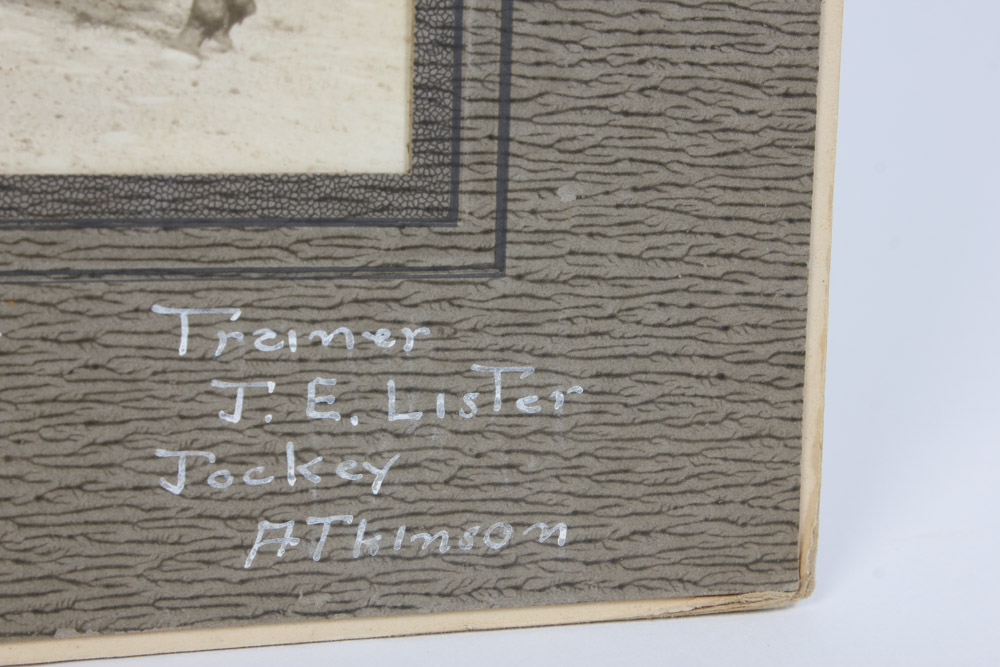 Trainer
J. E. Lister
Jockey
ATkinson